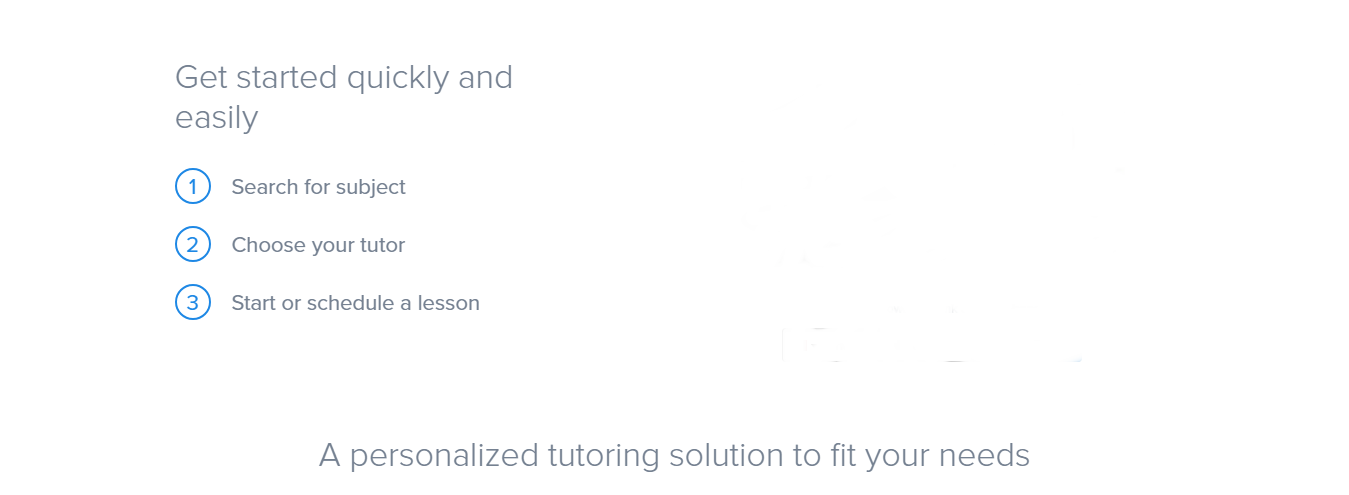 Get started quickly and
easily
1 Search for subject
2 Choose your tutor
3 Start or schedule a lesson
A personalized tutoring solution to fit your needs